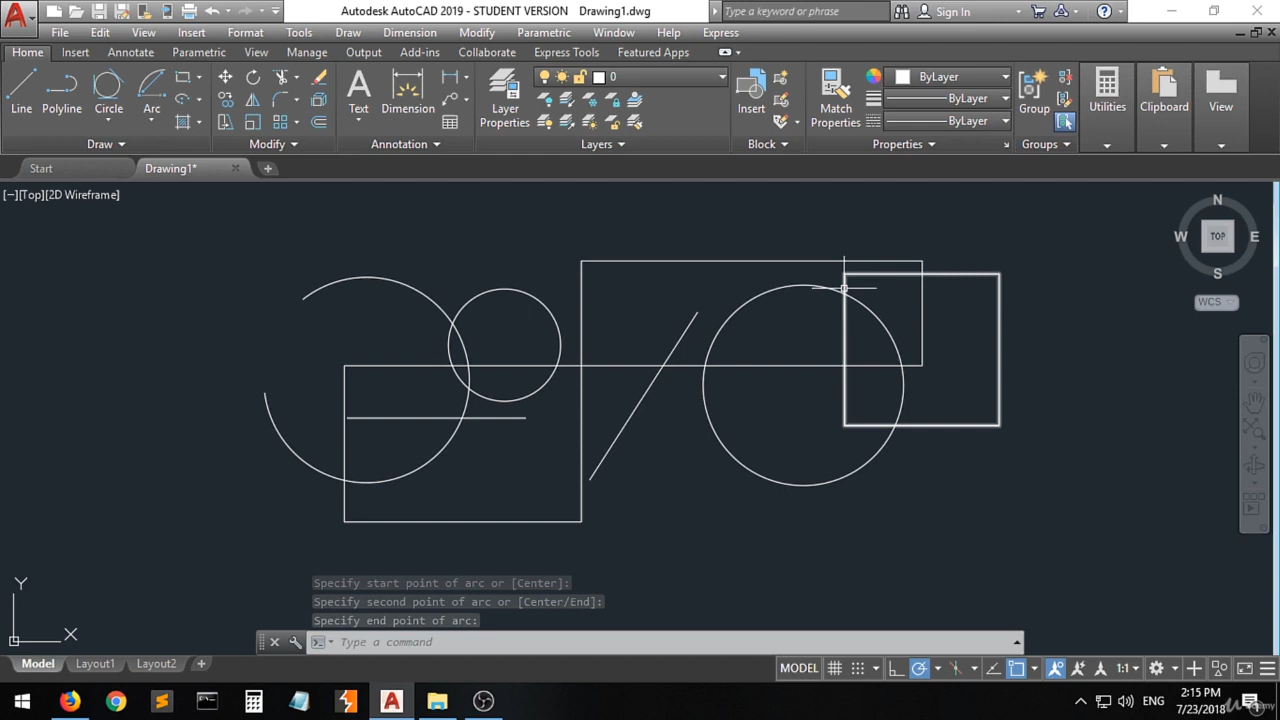 Autodesk AutoCAD 2019 - STUDENT VERSION Drawing1.dwg
Type a keyword or phrase
Sign In
File Edit View Insert Format Tools Draw Dimension Modify Parametric Window Help Express
Home Insert Annotate Parametric View Manage Output Add-ins Collaborate Express Tools Featured Apps
Line Polyline Circle Arc
Text Dimension
Layer Properties
0
Insert
Match Properties
ByLayer
ByLayer
ByLayer
Group
Utilities
Clipboard
View
Draw Modify Annotation Layers Block Properties Groups
Start Drawing1*
[−][Top][2D Wireframe]
N
W TOP E
S
WCS
Y
X
Specify start point of arc or [Center]:
Specify second point of arc or [Center/End]:
Specify end point of arc:
Type a command
Model Layout1 Layout2
MODEL
1:1
ENG
2:15 PM
7/23/2018